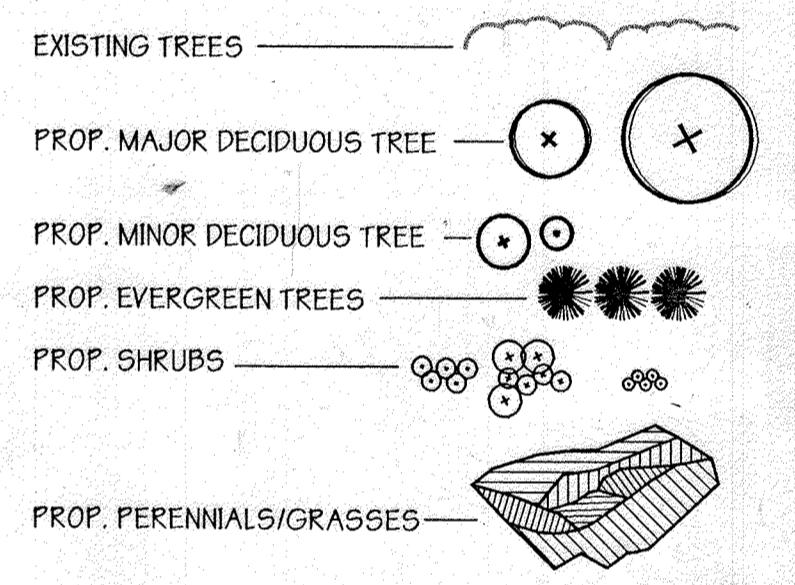 EXISTING TREES
PROP. MAJOR DECIDUOUS TREE
PROP. MINOR DECIDUOUS TREE
PROP. EVERGREEN TREES
PROP. SHRUBS
PROP. PERENNIALS/GRASSES